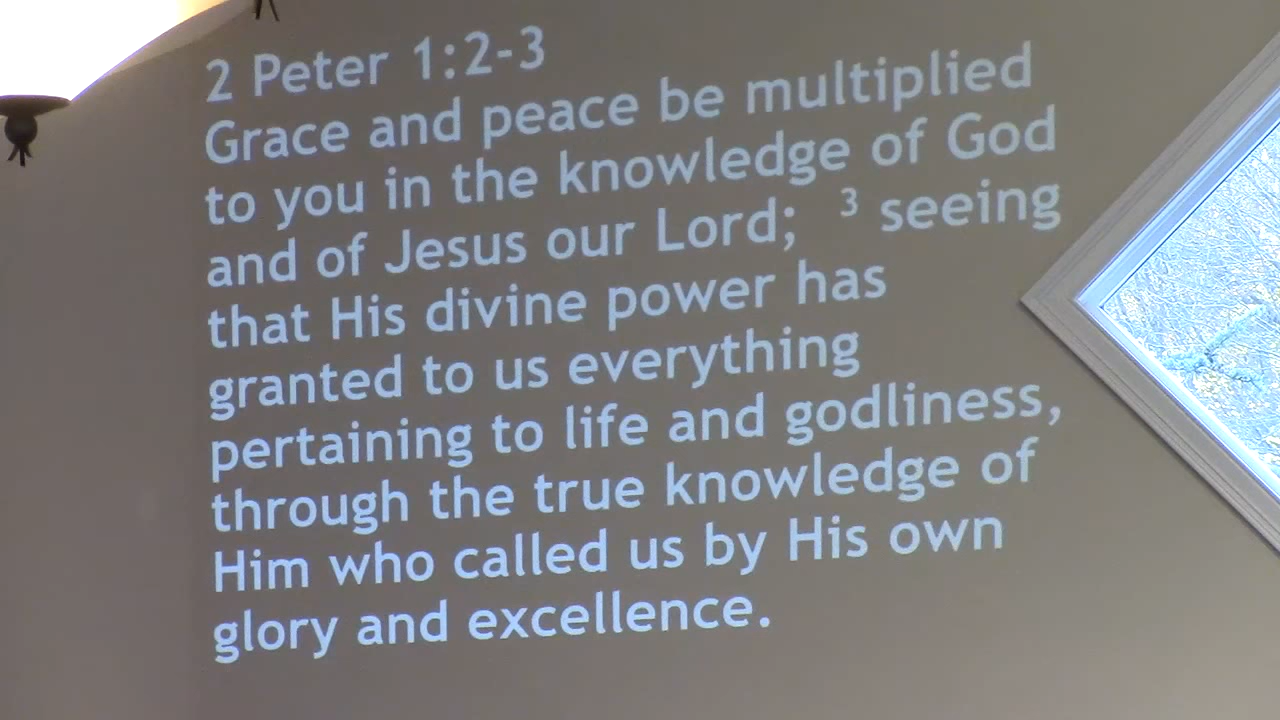 2 Peter 1:2-3
Grace and peace be multiplied
to you in the knowledge of God
and of Jesus our Lord; ³ seeing
that His divine power has
granted to us everything
pertaining to life and godliness,
through the true knowledge of
Him who called us by His own
glory and excellence.